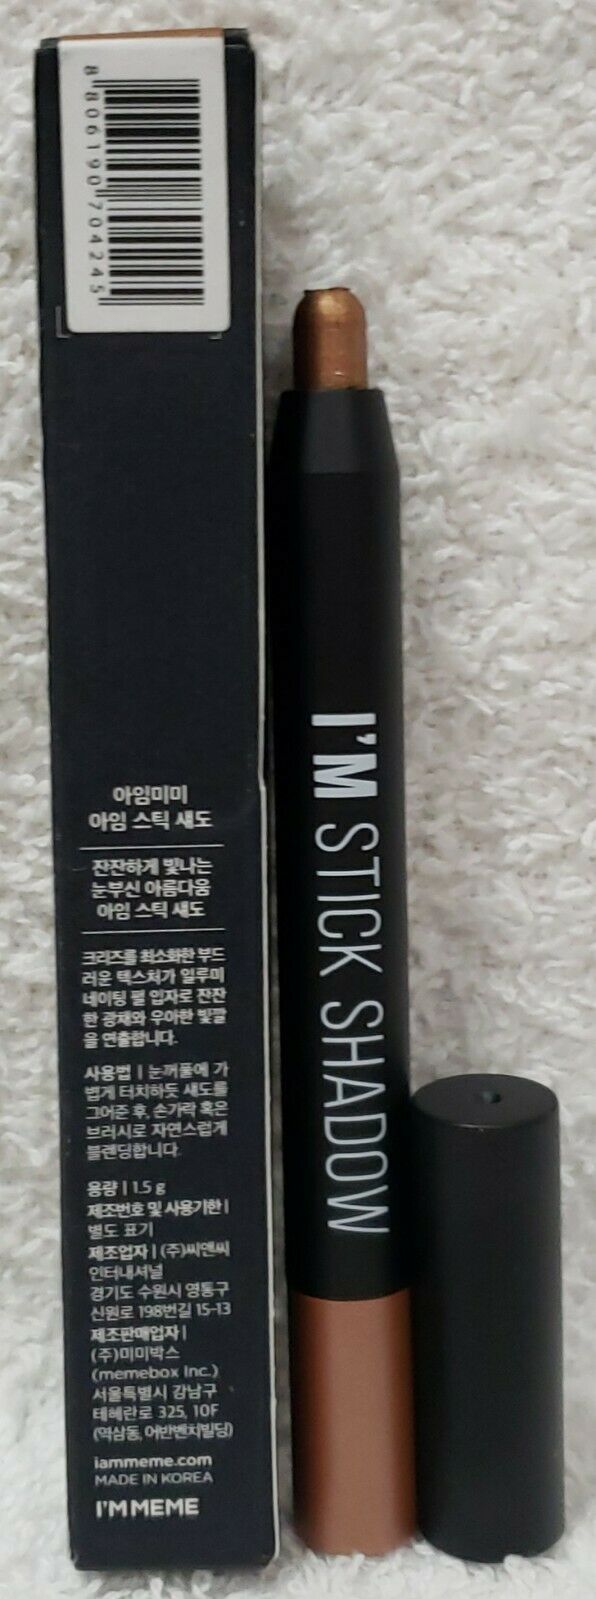 8 806190 704245
아임미미
아임 스틱 섀도
잔잔하게 빛나는
눈부신 아름다움
아임 스틱 섀도
크리즈를 최소화한 부드
러운 텍스처가 일루미
네이팅 펄 입자로 잔잔
한 광채와 우아한 빛깔
을 연출합니다.
사용법 | 눈꺼풀에 가
볍게 터치하듯 섀도를
그어준 후, 손가락 혹은
브러시로 자연스럽게
블렌딩합니다.
용량 | 1.5 g
제조번호 및 사용기한 |
별도 표기
제조업자 | (주)씨앤씨
인터내셔널
경기도 수원시 영통구
신원로 198번길 15-13
제조판매업자 |
(주)미미박스
(memebox Inc.)
서울특별시 강남구
테헤란로 325, 10F
(역삼동, 어반벤치빌딩)
iammeme.com
MADE IN KOREA
I'M MEME
I'M STICK SHADOW